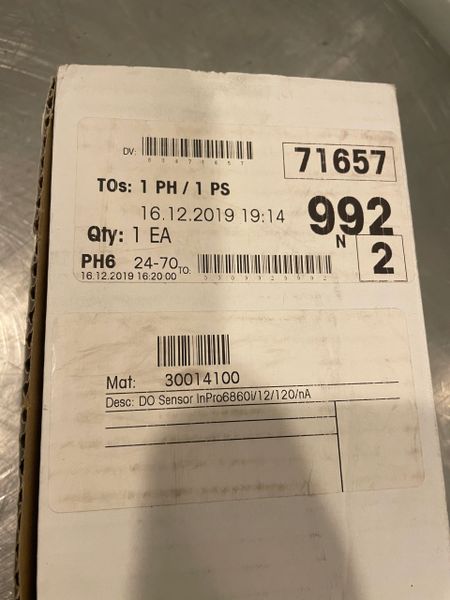 DV:
71657
TOs: 1 PH / 1 PS
16.12.2019 19:14
992
Qty: 1 EA
N
2
PH6 24-70 TO:
16.12.2019 16:20:00
Mat: 30014100
Desc: DO Sensor InPro6860i/12/120/nA